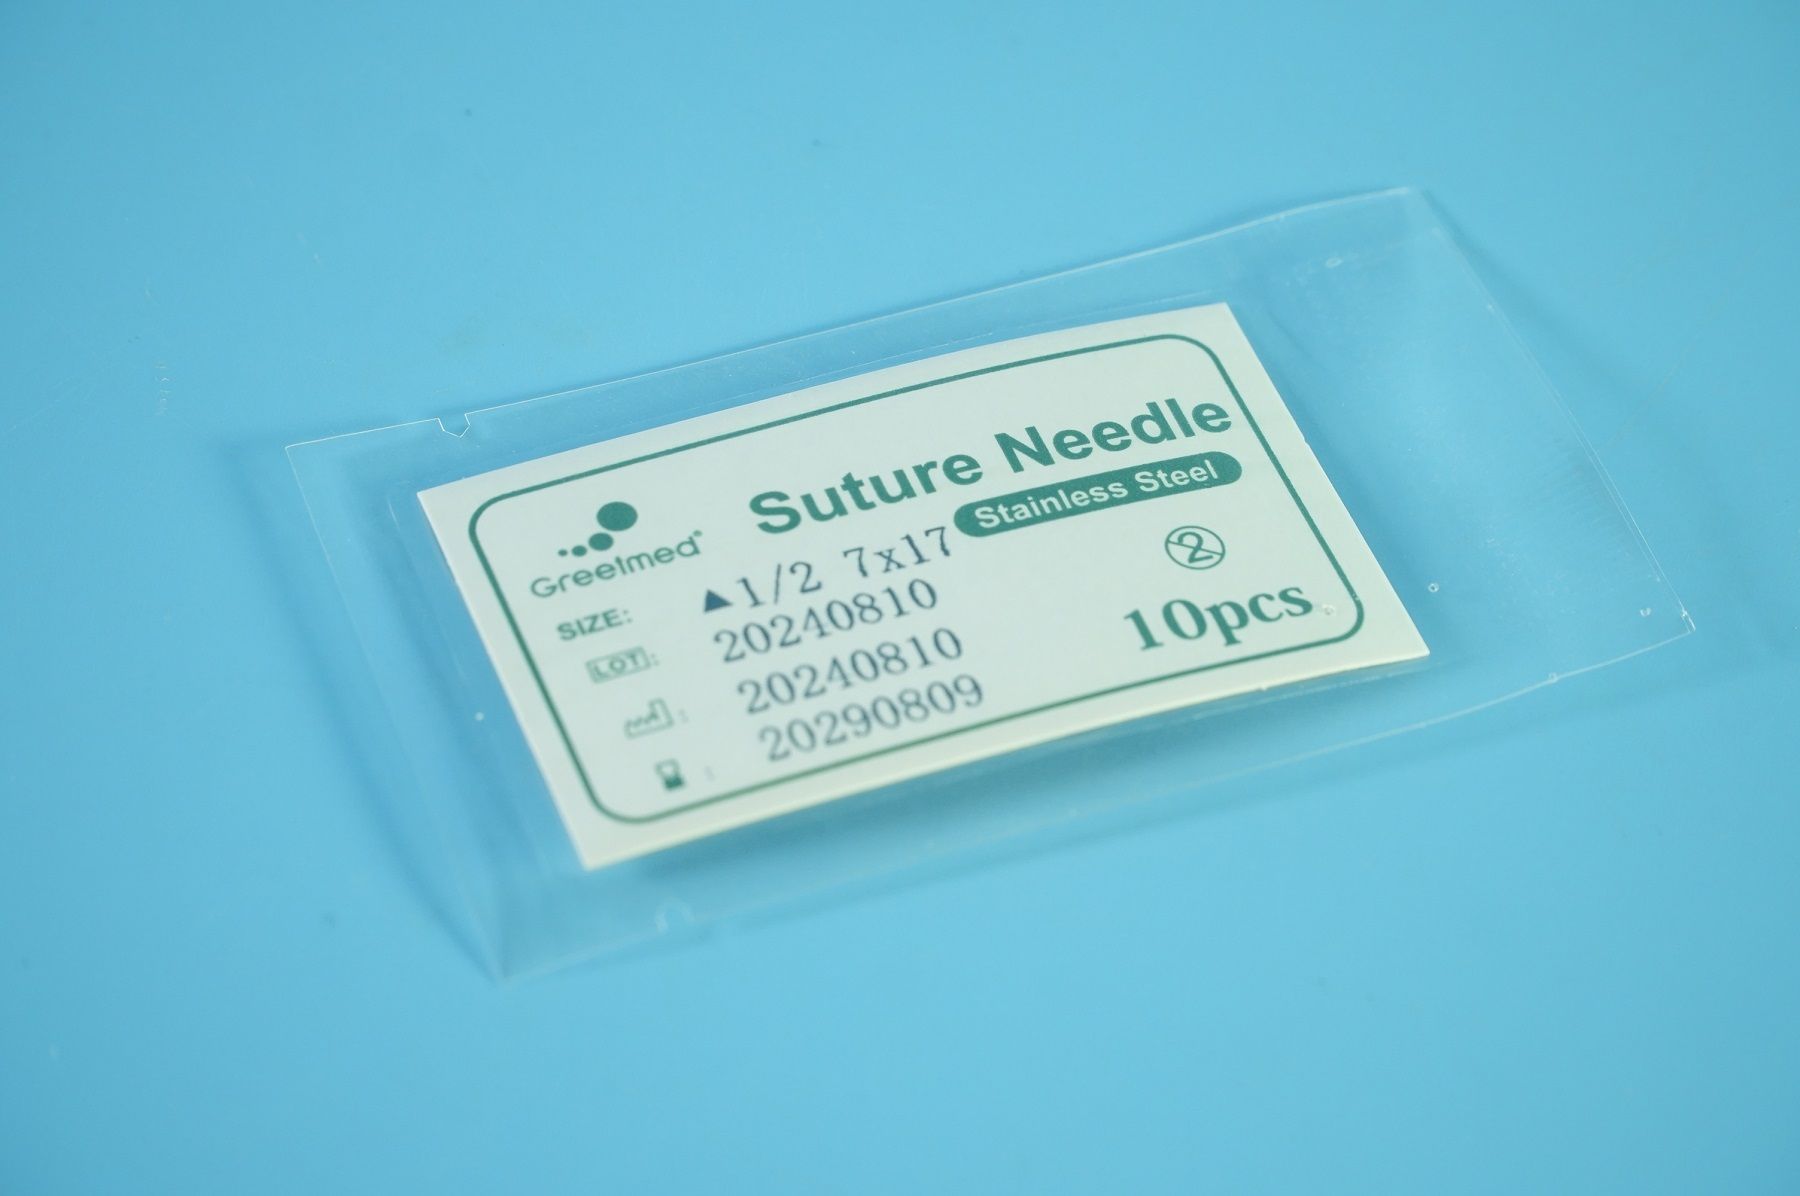 Greetmed®
Suture Needle
Stainless Steel
SIZE: ▲1/2 7x17
LOT: 20240810
: 20240810
: 20290809
2
10pcs